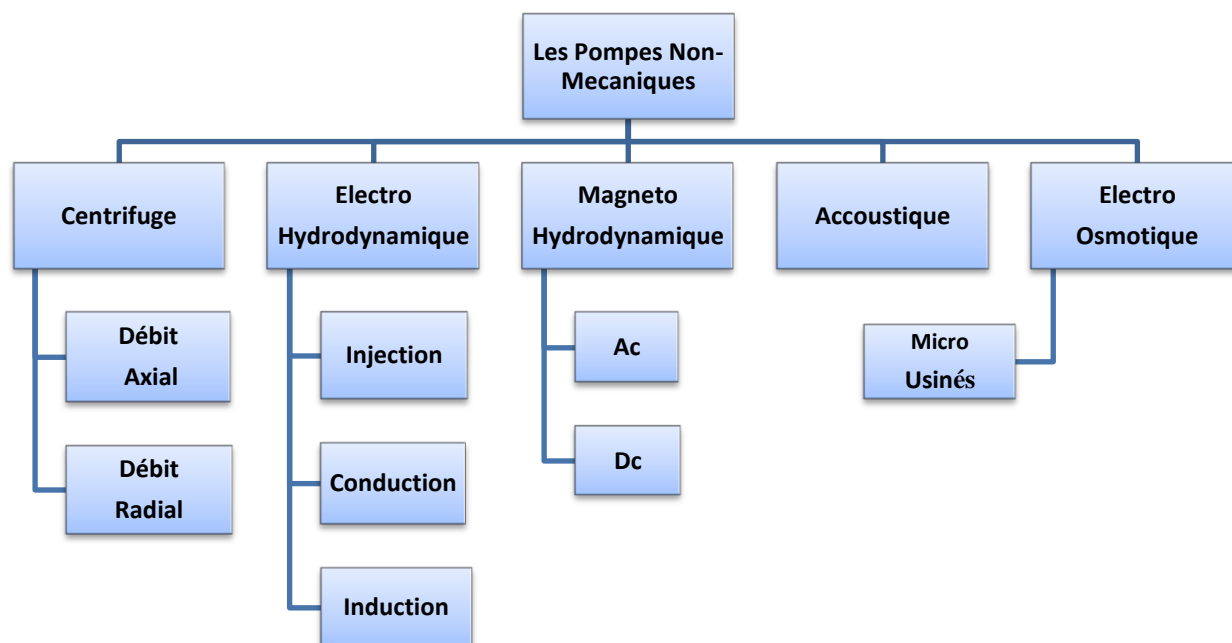 Les Pompes Non-
Mecaniques
Centrifuge
Electro
Hydrodynamique
Magneto
Hydrodynamique
Accoustique
Electro
Osmotique
Débit
Axial
Débit
Radial
Injection
Conduction
Induction
Ac
Dc
Micro
Usinés